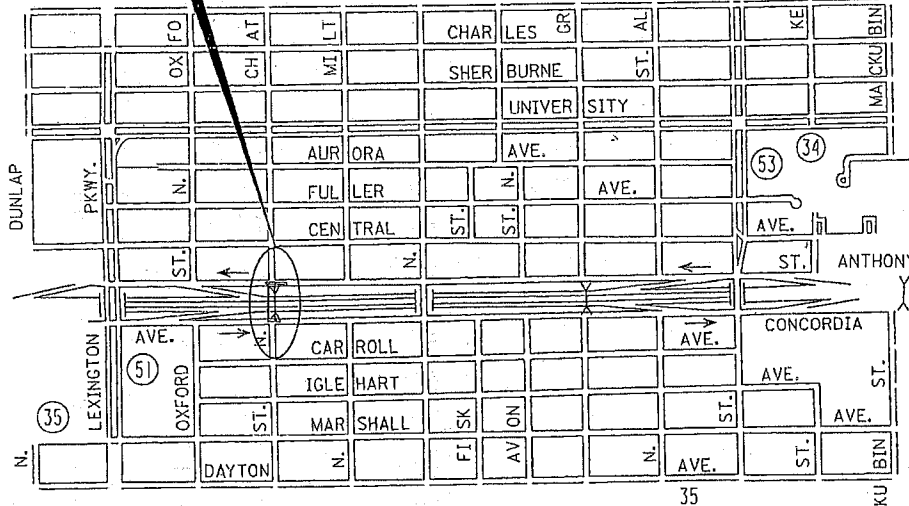 OX FO
CH AT
MI LT
CHAR LES
GR
AL
KE
MAC KU BIN
SHER BURNE
ST.
UNIVER SITY
DUNLAP
PKWY.
AUR ORA
AVE.
53
34
N.
FUL LER
N.
AVE.
CEN TRAL
ST.
ST.
AVE.
ST.
N.
ST.
ANTHONY
LEXINGTON
AVE.
N.
CAR ROLL
AVE.
CONCORDIA
51
OXFORD
IGLE HART
AVE.
ST.
35
ST.
MAR SHALL
FI SK
AV ON
ST.
AVE.
N.
DAYTON
N.
N.
AVE.
ST.
KU BIN
35